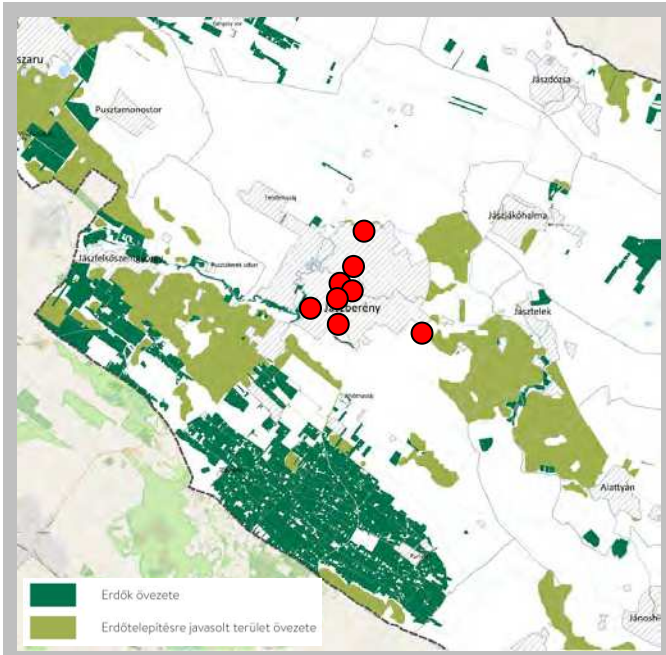 szaru
Pusztamonostor
Jászdózsa
Jászjákóhalma
Jászfelsőszentgyörgy
Jászberény
Jásztelek
Alattyán
Jánoshi
Erdők övezete
Erdőtelepítésre javasolt terület övezete